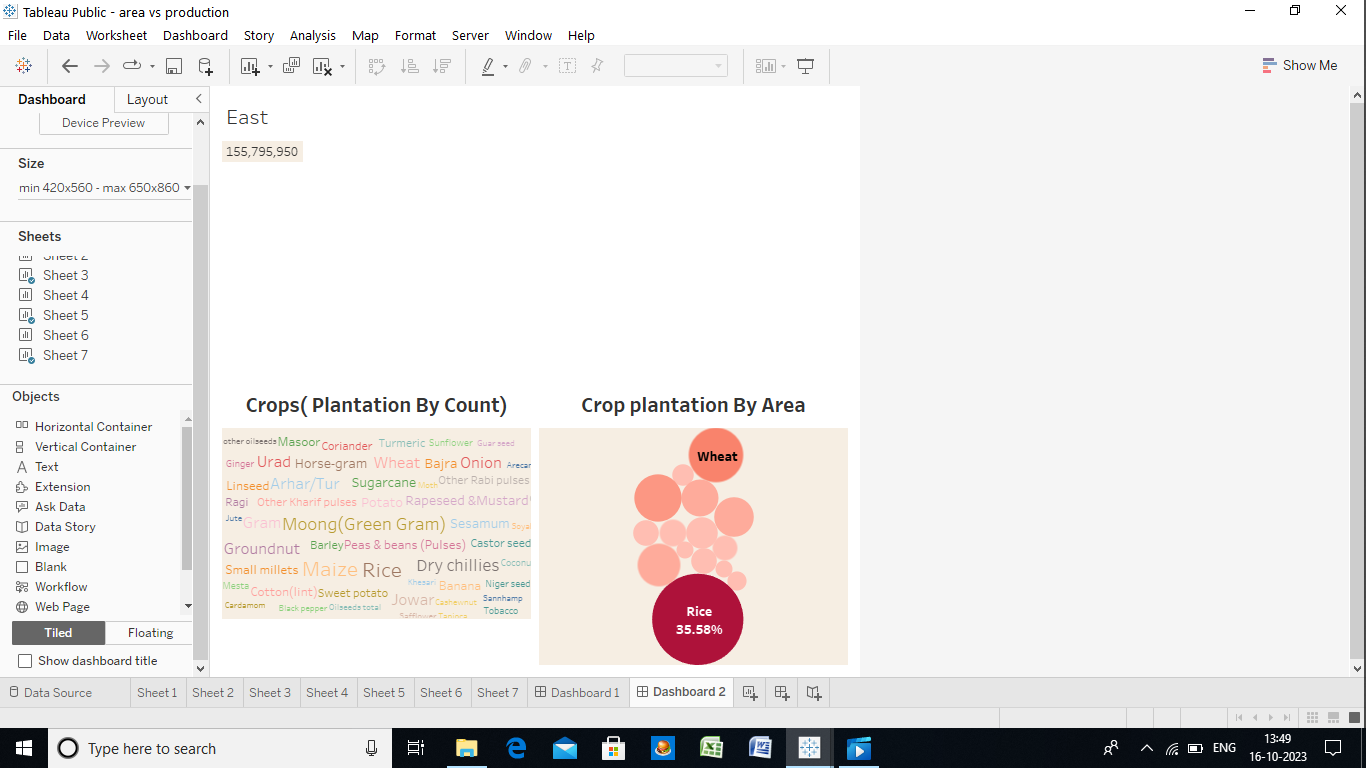 Tableau Public - area vs production
File Data Worksheet Dashboard Story Analysis Map Format Server Window Help
Show Me
Dashboard Layout
Device Preview
Size
min 420x560 - max 650x860
Sheets
Sheet 2
Sheet 3
Sheet 4
Sheet 5
Sheet 6
Sheet 7
Objects
Horizontal Container
Vertical Container
A Text
Extension
Ask Data
Data Story
Image
Blank
Workflow
Web Page
Tiled Floating
Show dashboard title
East
155,795,950
Crops( Plantation By Count)
other oilseeds Masoor Coriander Turmeric Sunflower Guar seed
Ginger Urad Horse-gram Wheat Bajra Onion Arecan
Linseed Arhar/Tur Sugarcane Moth Other Rabi pulses
Ragi Other Kharif pulses Potato Rapeseed &Mustard
Jute Gram Moong(Green Gram) Sesamum Soya
Groundnut Barley Peas & beans (Pulses) Castor seed
Small millets Maize Rice Dry chillies Coconu
Mesta Cotton(lint) Sweet potato Khesari Banana Niger seed
Cardamom Black pepper Oilseeds total Jowar Cashewnut Sannhamp
Safflower Tapioca Tobacco
Crop plantation By Area
Wheat
Rice
35.58%
Data Source Sheet 1 Sheet 2 Sheet 3 Sheet 4 Sheet 5 Sheet 6 Sheet 7 Dashboard 1 Dashboard 2
Type here to search
ENG
13:49
16-10-2023